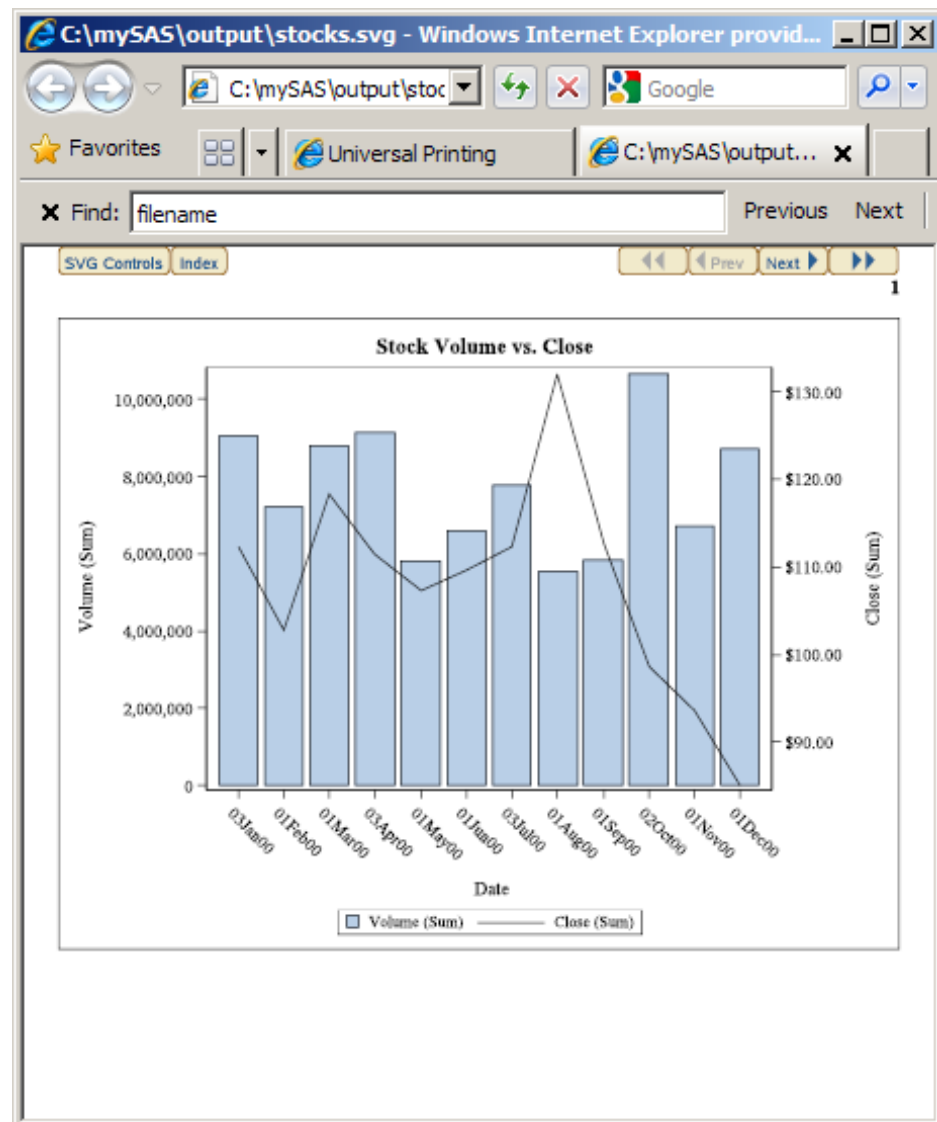 C:\mySAS\output\stocks.svg - Windows Internet Explorer provid...
C:\mySAS\output\stoc
Google
Favorites
Universal Printing
C:\mySAS\output...
Find: filename
Previous Next
SVG Controls Index
Prev Next
1
Stock Volume vs. Close
10,000,000
8,000,000
6,000,000
4,000,000
2,000,000
0
Volume (Sum)
$130.00
$120.00
$110.00
$100.00
$90.00
Close (Sum)
03Jan00 01Feb00 01Mar00 03Apr00 01May00 01Jun00 03Jul00 01Aug00 01Sep00 02Oct00 01Nov00 01Dec00
Date
Volume (Sum) Close (Sum)